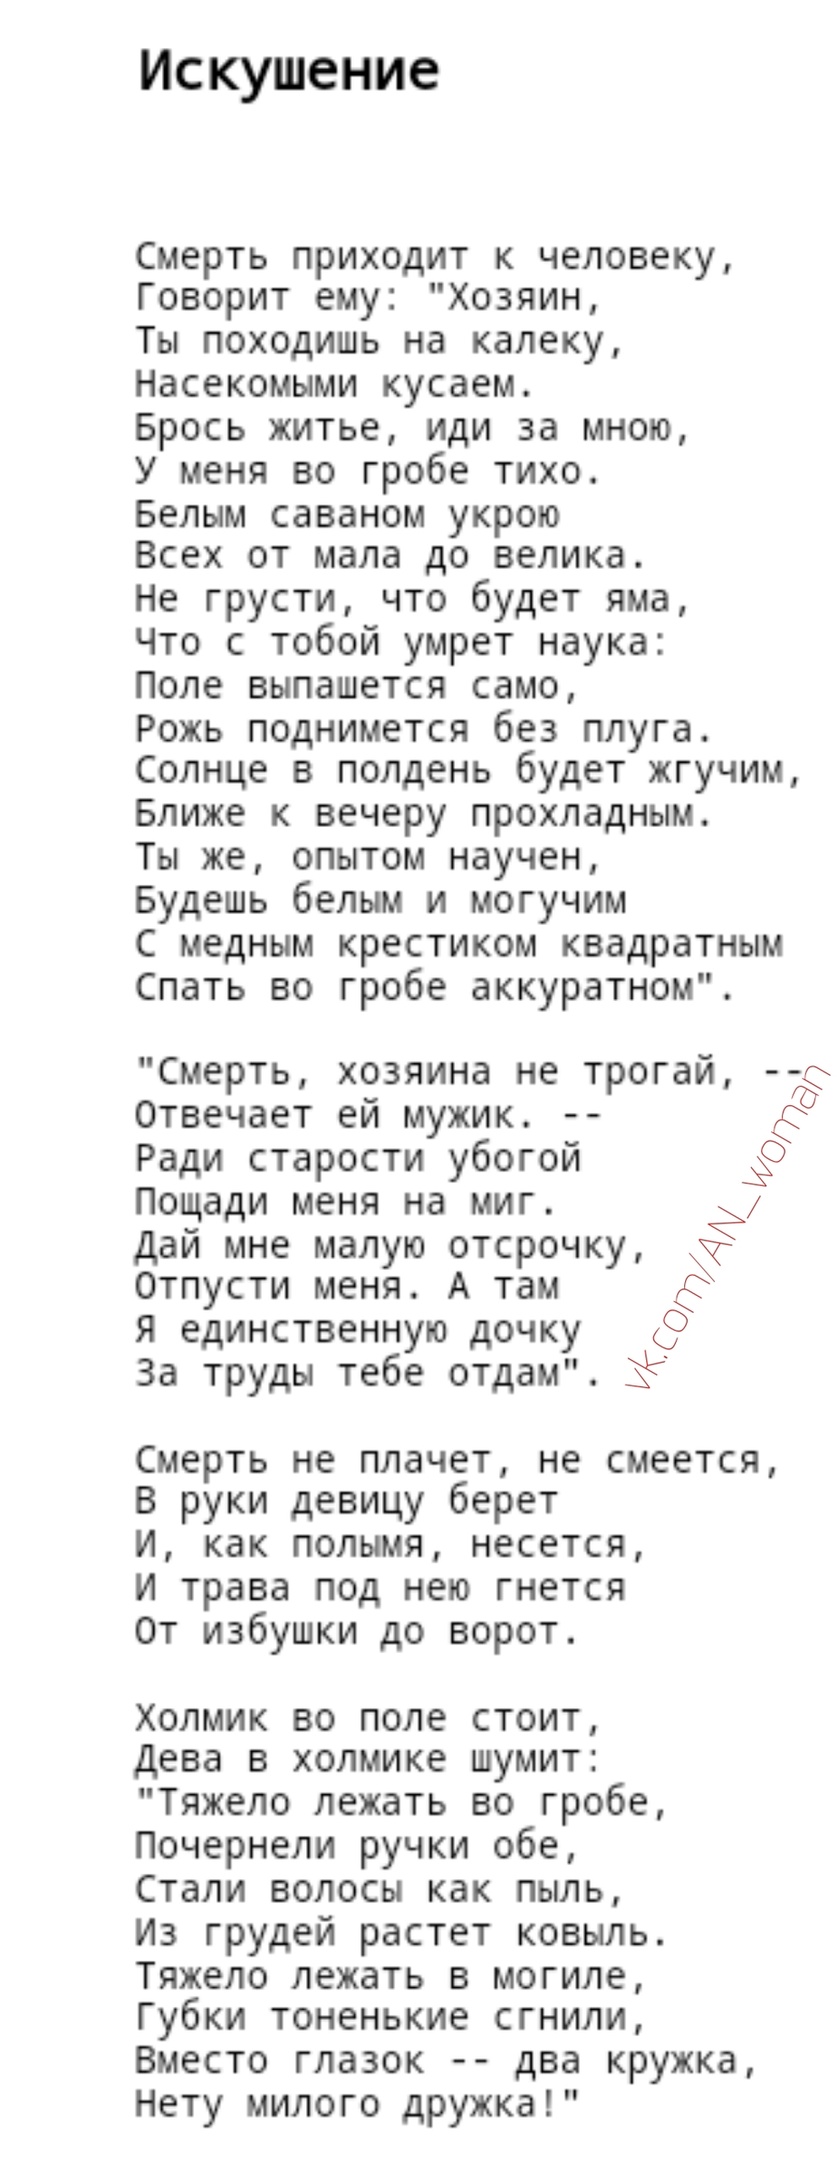 Искушение
Смерть приходит к человеку,
Говорит ему: "Хозяин,
Ты походишь на калеку,
Насекомыми кусаем.
Брось житье, иди за мною,
У меня во гробе тихо.
Белым саваном укрою
Всех от мала до велика.
Не грусти, что будет яма,
Что с тобой умрет наука:
Поле выпашется само,
Рожь поднимется без плуга.
Солнце в полдень будет жгучим,
Ближе к вечеру прохладным.
Ты же, опытом научен,
Будешь белым и могучим
С медным крестиком квадратным
Спать во гробе аккуратном".
"Смерть, хозяина не трогай, --
Отвечает ей мужик. --
Ради старости убогой
Пощади меня на миг.
Дай мне малую отсрочку,
Отпусти меня. А там
Я единственную дочку
За труды тебе отдам".
vk.com/AN_woman
Смерть не плачет, не смеется,
В руки девицу берет
И, как полымя, несется,
И трава под нею гнется
От избушки до ворот.
Холмик во поле стоит,
Дева в холмике шумит:
"Тяжело лежать во гробе,
Почернели ручки обе,
Стали волосы как пыль,
Из грудей растет ковыль.
Тяжело лежать в могиле,
Губки тоненькие сгнили,
Вместо глазок -- два кружка,
Нету милого дружка!"